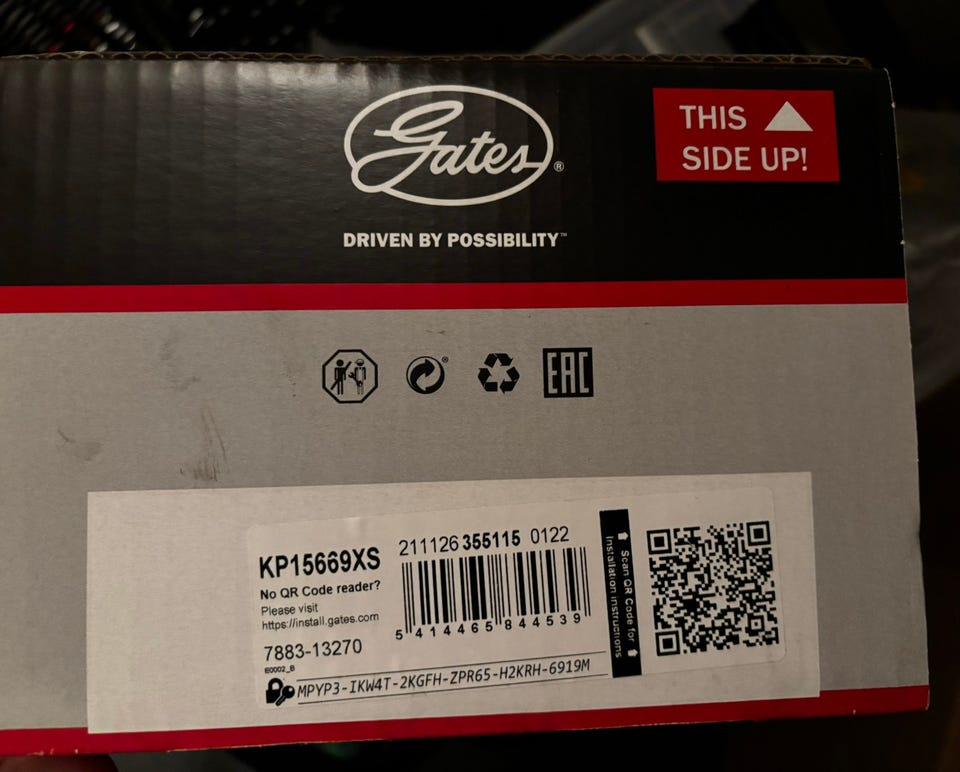 Gates®
THIS
SIDE UP!
DRIVEN BY POSSIBILITY™
®
EAC
KP15669XS
No QR Code reader?
Please visit
https://install.gates.com
7883-13270
E0002_B
MPYP3-IKW4T-2KGFH-ZPR65-H2KRH-6919M
211126 355115 0122
5 414465 844539
Scan QR Code for
Installation instructions